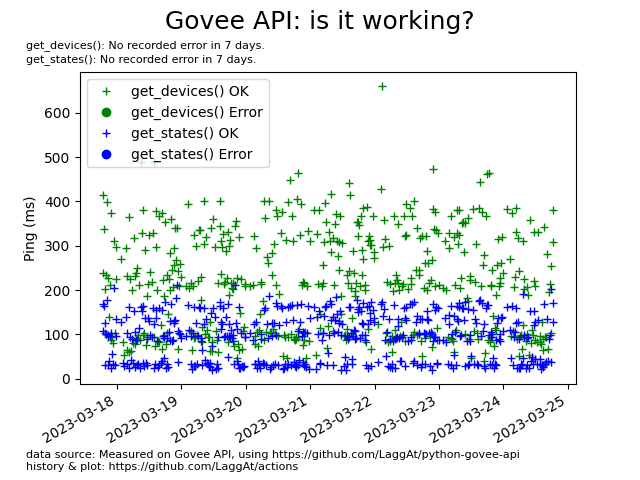 Govee API: is it working?
get_devices(): No recorded error in 7 days.
get_states(): No recorded error in 7 days.
get_devices() OK
get_devices() Error
get_states() OK
get_states() Error
Ping (ms)
600
500
400
300
200
100
0
2023-03-18
2023-03-19
2023-03-20
2023-03-21
2023-03-22
2023-03-23
2023-03-24
2023-03-25
data source: Measured on Govee API, using https://github.com/LaggAt/python-govee-api
history & plot: https://github.com/LaggAt/actions